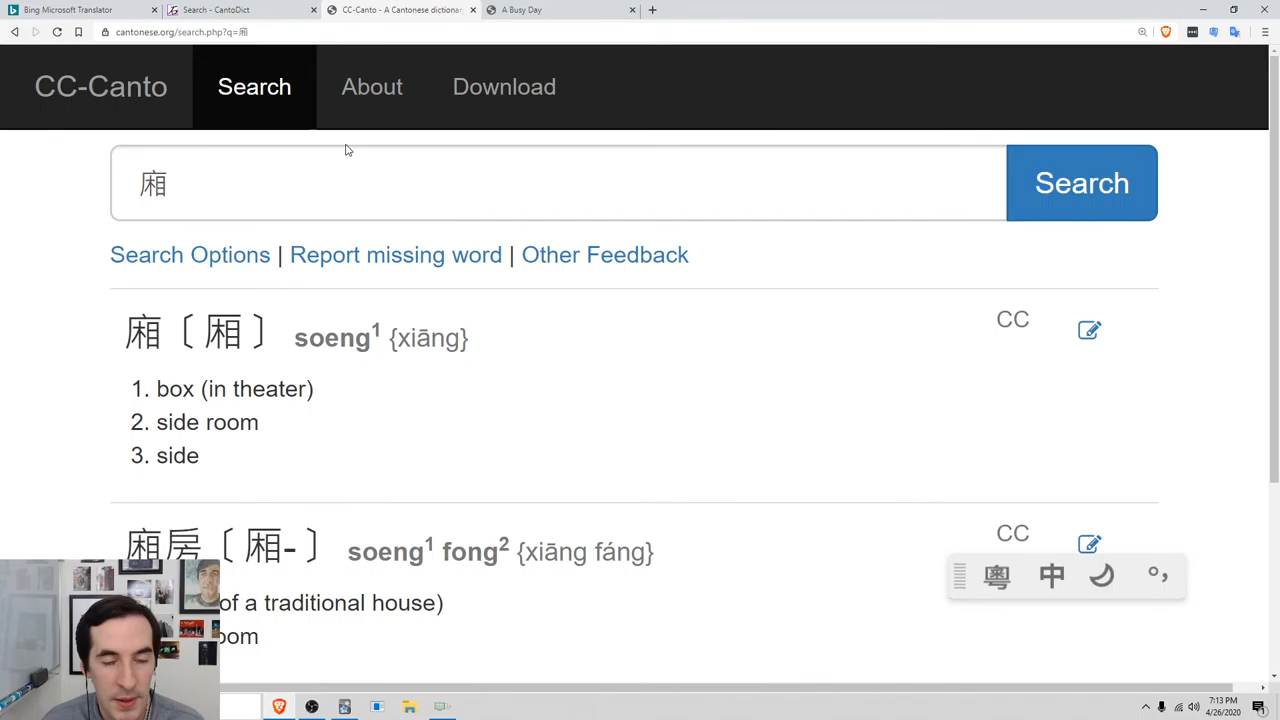 Bing Microsoft Translator
Search - CantoDict
CC-Canto - A Cantonese dictionar
A Busy Day
cantonese.org/search.php?q=廂
CC-Canto
Search
About
Download
廂
Search
Search Options | Report missing word | Other Feedback
廂〔厢〕 soeng1 {xiāng}
CC
1. box (in theater)
2. side room
3. side
廂房〔厢-〕 soeng1 fong2 {xiāng fáng}
CC
粵 中 °,
of a traditional house)
oom
7:13 PM
4/26/2020